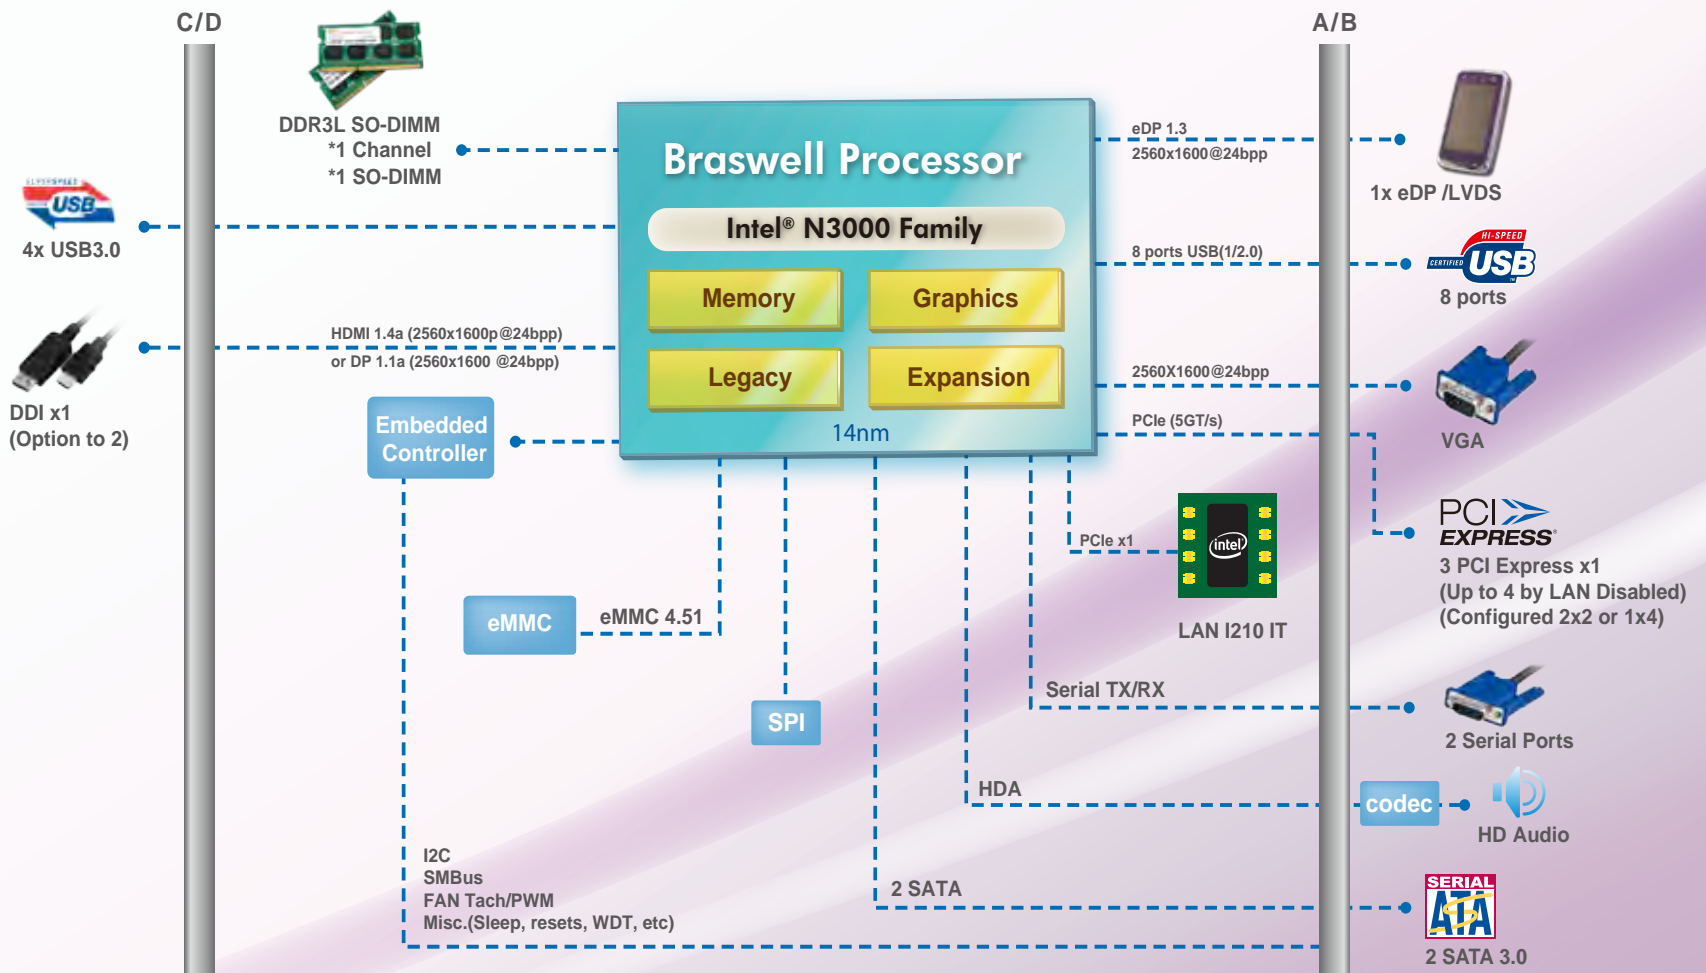 C/D
A/B
DDR3L SO-DIMM
*1 Channel
*1 SO-DIMM
SUPERSPEED
USB
4x USB3.0
HDMI 1.4a (2560x1600p@24bpp)
or DP 1.1a (2560x1600 @24bpp)
DDI x1
(Option to 2)
Braswell Processor
Intel® N3000 Family
Memory
Graphics
Legacy
Expansion
14nm
Embedded
Controller
eDP 1.3
2560x1600@24bpp
1x eDP /LVDS
8 ports USB(1/2.0)
HI-SPEED
CERTIFIED
USB
8 ports
2560X1600@24bpp
VGA
PCIe (5GT/s)
PCI
EXPRESS
3 PCI Express x1
(Up to 4 by LAN Disabled)
(Configured 2x2 or 1x4)
PCIe x1
intel
LAN I210 IT
eMMC
eMMC 4.51
SPI
Serial TX/RX
2 Serial Ports
HDA
codec
HD Audio
I2C
SMBus
FAN Tach/PWM
Misc.(Sleep, resets, WDT, etc)
2 SATA
SERIAL
ATA
2 SATA 3.0